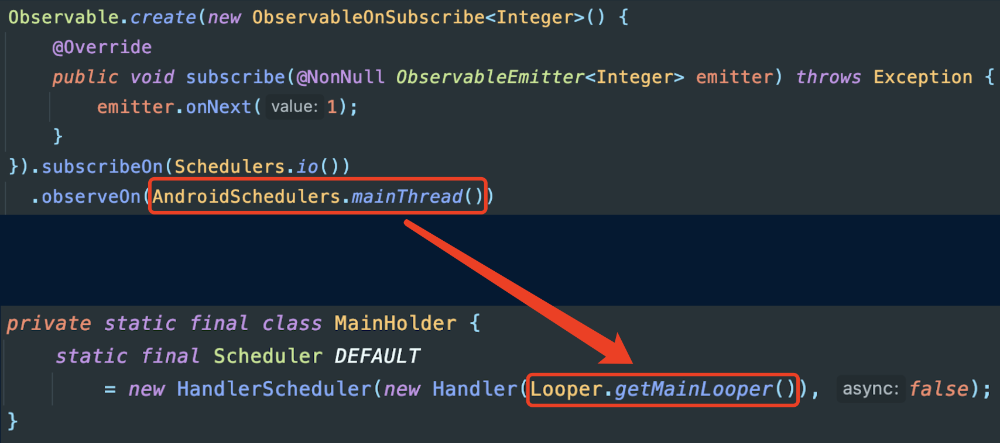 Observable.create(new ObservableOnSubscribe<Integer>() {
@Override
public void subscribe(@NonNull ObservableEmitter<Integer> emitter) throws Exception {
emitter.onNext( value: 1);
}
}).subscribeOn(Schedulers.io())
.observeOn(AndroidSchedulers.mainThread())
private static final class MainHolder {
static final Scheduler DEFAULT
= new HandlerScheduler(new Handler(Looper.getMainLooper()), async: false);
}